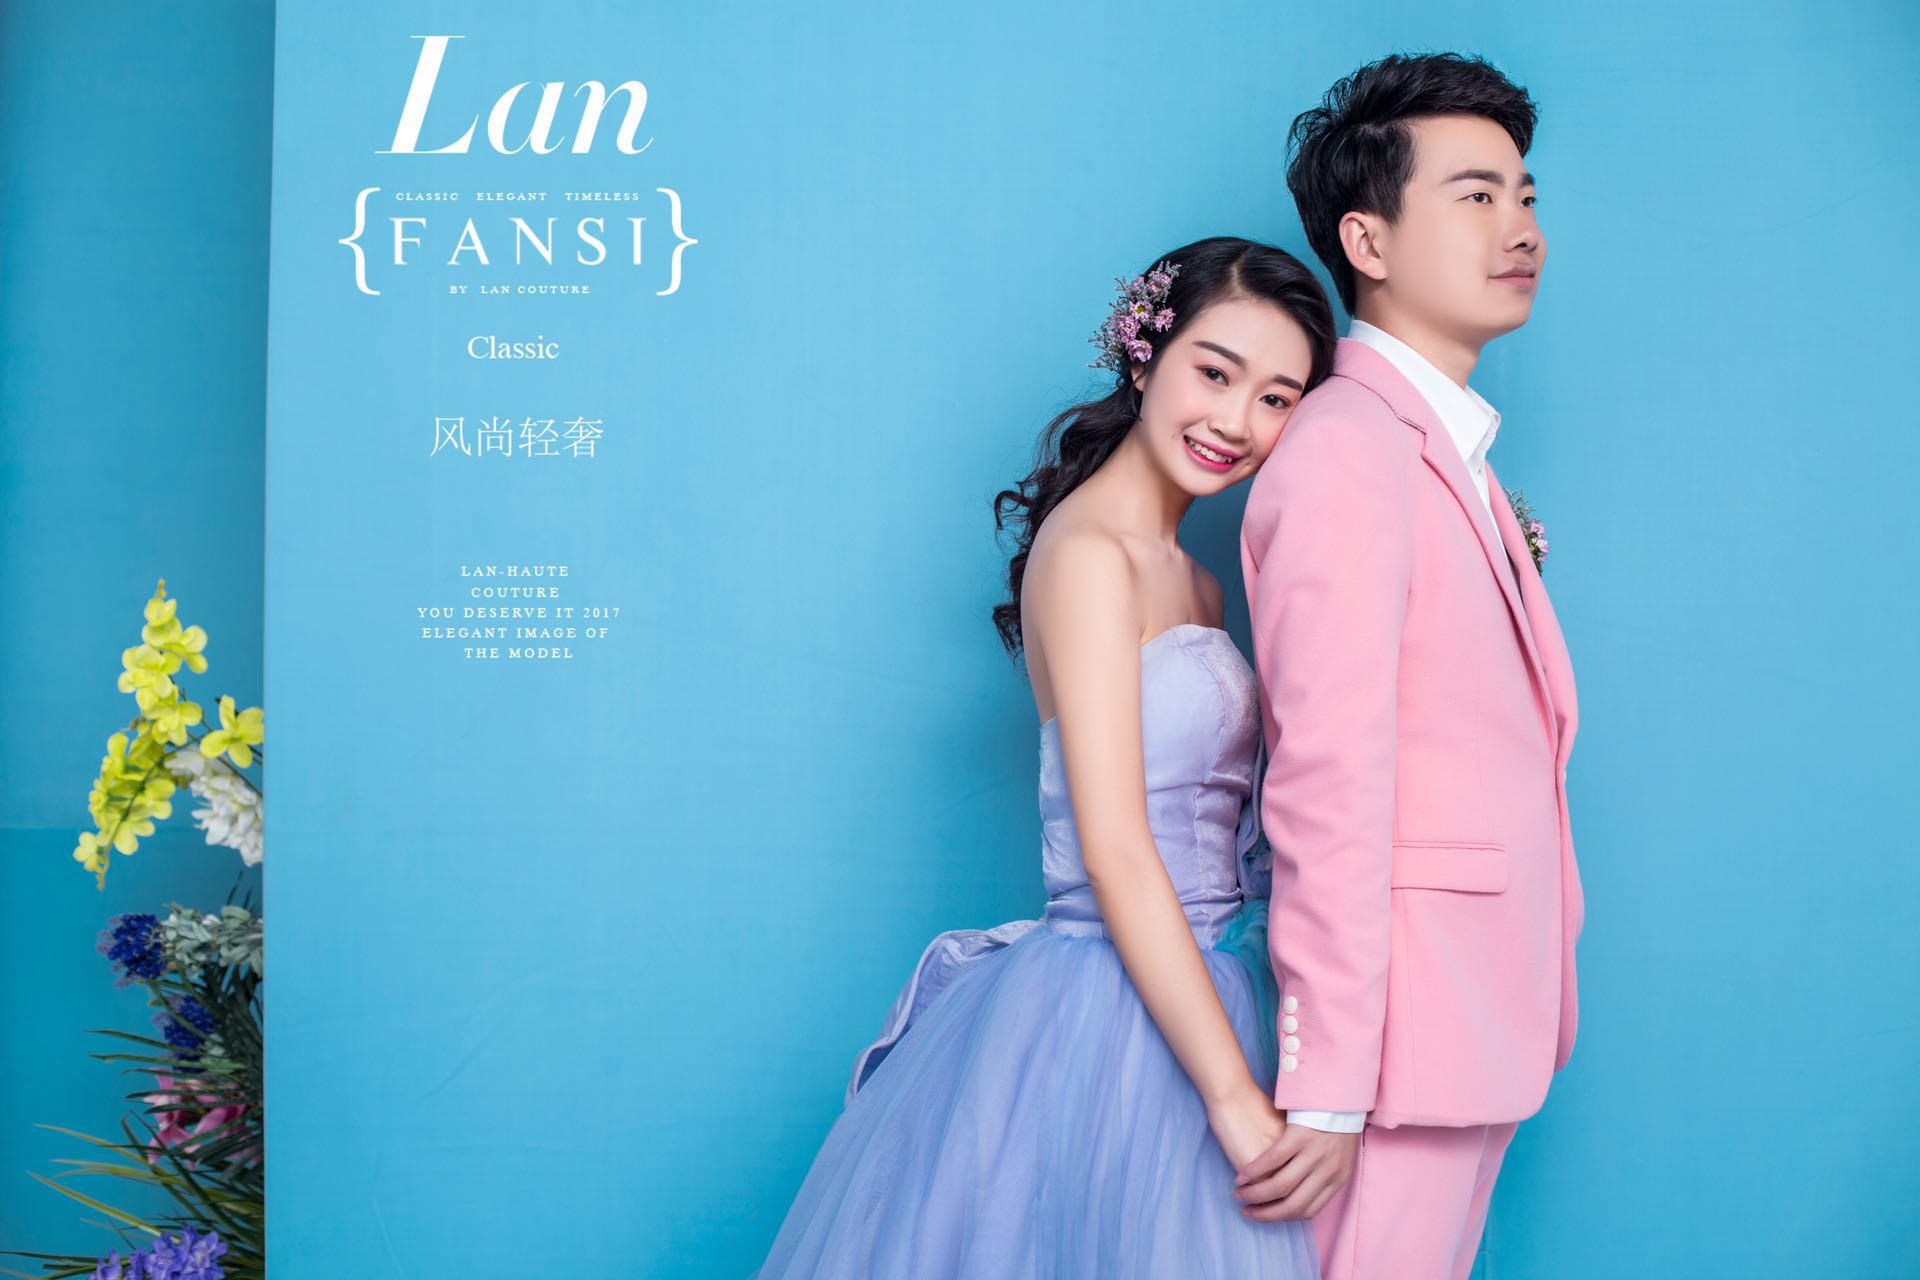 Lan
CLASSIC ELEGANT TIMELESS
{FANSI}
BY LAN COUTURE
Classic
风尚轻奢
LAN-HAUTE
COUTURE
YOU DESERVE IT 2017
ELEGANT IMAGE OF
THE MODEL